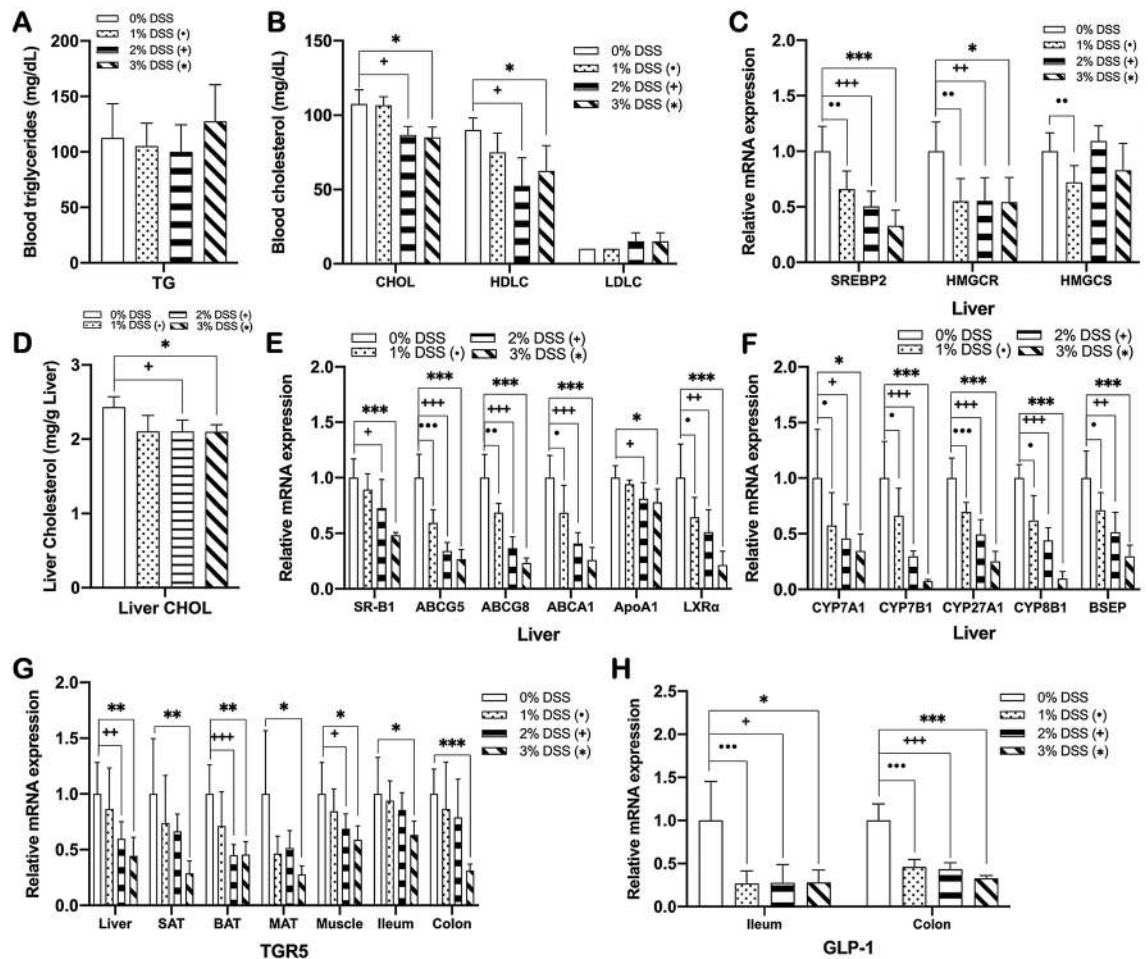 A
0% DSS
1% DSS (•)
2% DSS (+)
3% DSS (*)
Blood triglycerides (mg/dL)
150
100
50
0
TG
B
0% DSS
1% DSS (•)
2% DSS (+)
3% DSS (*)
Blood cholesterol (mg/dL)
150
100
50
0
*
+
*
+
CHOL
HDLC
LDLC
C
0% DSS
1% DSS (•)
2% DSS (+)
3% DSS (*)
Relative mRNA expression
2.0
1.5
1.0
0.5
0.0
***
+++
••
*
++
••
••
SREBP2
HMGCR
HMGCS
Liver
D
0% DSS
2% DSS (+)
1% DSS (•)
3% DSS (*)
Liver Cholesterol (mg/g Liver)
3
2
1
0
*
+
Liver CHOL
E
0% DSS
2% DSS (+)
1% DSS (•)
3% DSS (*)
Relative mRNA expression
2.0
1.5
1.0
0.5
0.0
***
+
***
+++
•••
***
+++
••
***
+++
•
*
+
***
++
•
SR-B1
ABCG5
ABCG8
ABCA1
ApoA1
LXRα
Liver
F
0% DSS
2% DSS (+)
1% DSS (•)
3% DSS (*)
Relative mRNA expression
2.0
1.5
1.0
0.5
0.0
*
+
•
***
+++
•
***
+++
•••
***
+++
•
***
++
•
CYP7A1
CYP7B1
CYP27A1
CYP8B1
BSEP
Liver
G
0% DSS
1% DSS (•)
2% DSS (+)
3% DSS (*)
Relative mRNA expression
2.0
1.5
1.0
0.5
0.0
**
++
**
**
+++
*
*
+
*
***
Liver
SAT
BAT
MAT
Muscle
Ileum
Colon
TGR5
H
0% DSS
1% DSS (•)
2% DSS (+)
3% DSS (*)
Relative mRNA expression
2.5
2.0
1.5
1.0
0.5
0.0
*
+
•••
***
+++
•••
Ileum
Colon
GLP-1